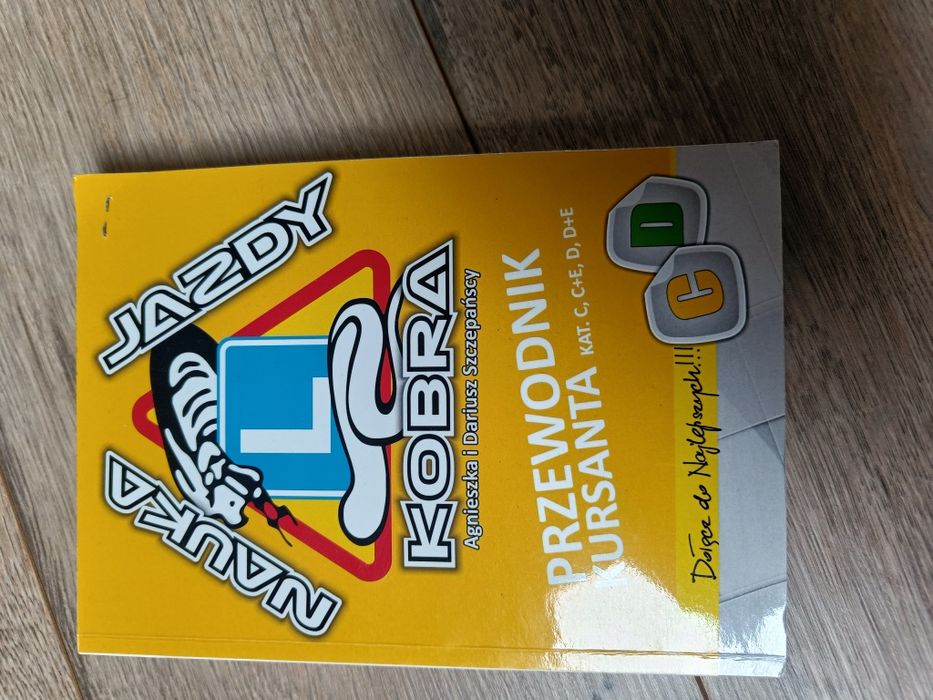 NAUKA JAZDY
L
KOBRA
Agnieszka i Dariusz Szczepańscy
PRZEWODNIK
KURSANTA KAT. C, C+E, D, D+E
C D
Dołącz do Najlepszych!!!